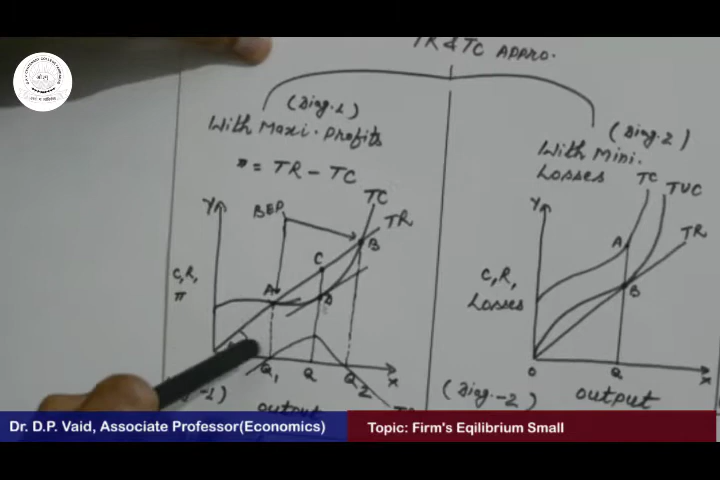 TR & TC APPRO.
(Diag.1)
With Maxi. Profits
π = TR - TC
(Diag.2)
With Mini.
Losses
BEP
TC
TR
Y
C
B
A
D
C, R,
π
Q1 Q Q2 X
output
TC
TVC
TR
Y
A
B
C, R,
Losses
O
Q
X
(Diag.-2)
output
Dr. D.P. Vaid, Associate Professor(Economics)
Topic: Firm's Eqilibrium Small